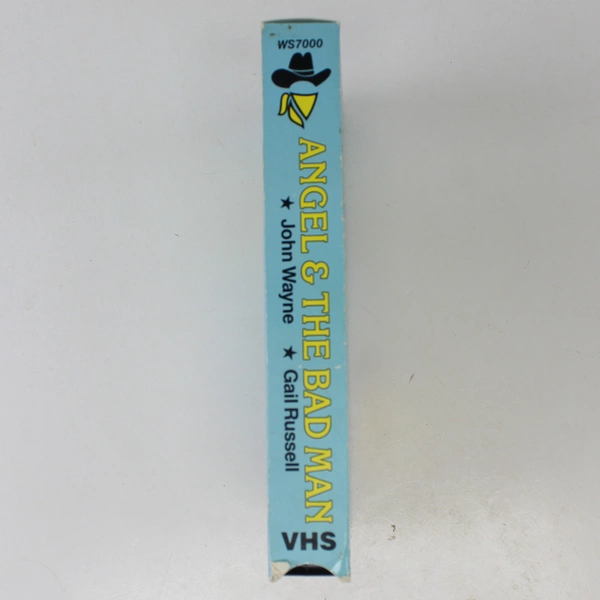 WS7000
ANGEL & THE BAD MAN
★ John Wayne ★ Gail Russell
VHS